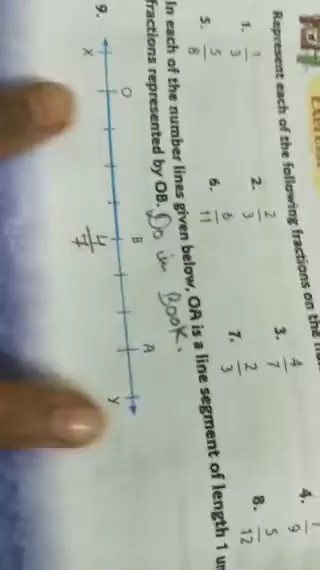 Represent each of the following fractions on the
1. 1/3 2. 2/3 3. 4/7 4. /9
5. 5/8 6. 6/11 7. 2/3 8. 5/12
In each of the number lines given below, OA is a line segment of length 1
fractions represented by OB. Do in Book.
9.
O B A
X 4/7 Y